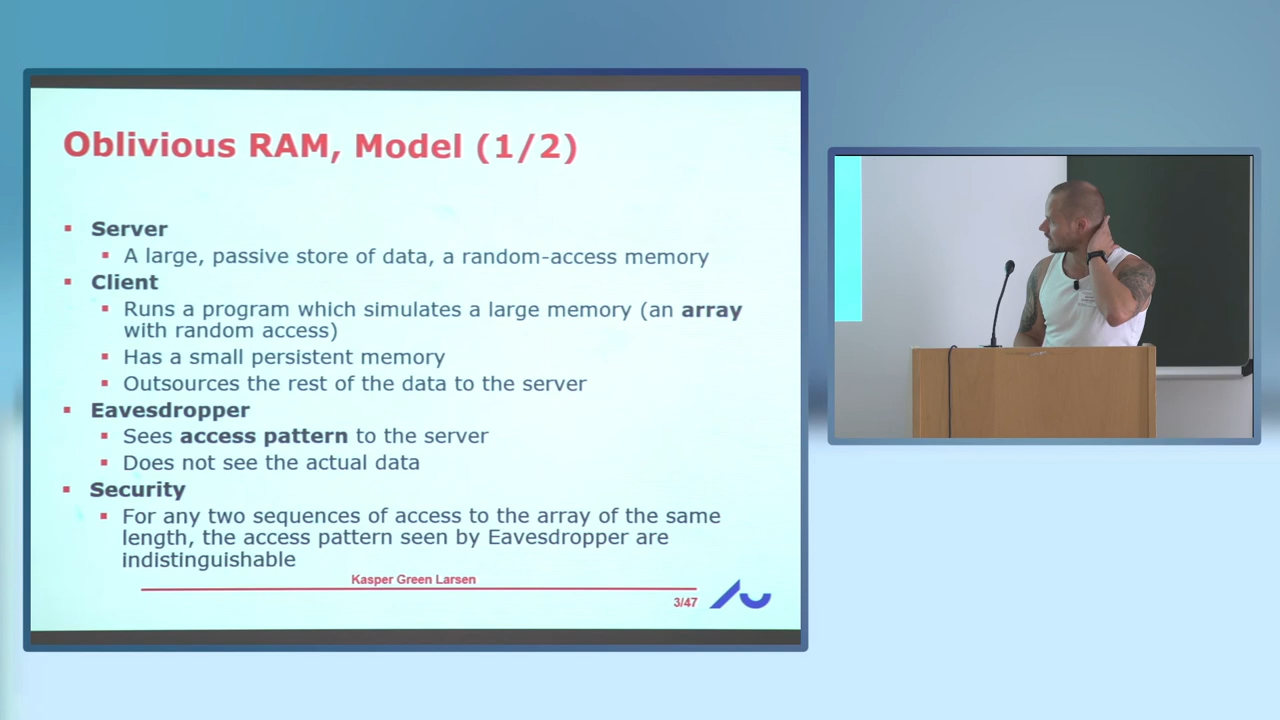 Oblivious RAM, Model (1/2)
Server
A large, passive store of data, a random-access memory
Client
Runs a program which simulates a large memory (an array
with random access)
Has a small persistent memory
Outsources the rest of the data to the server
Eavesdropper
Sees access pattern to the server
Does not see the actual data
Security
For any two sequences of access to the array of the same
length, the access pattern seen by Eavesdropper are
indistinguishable
Kasper Green Larsen
3/47